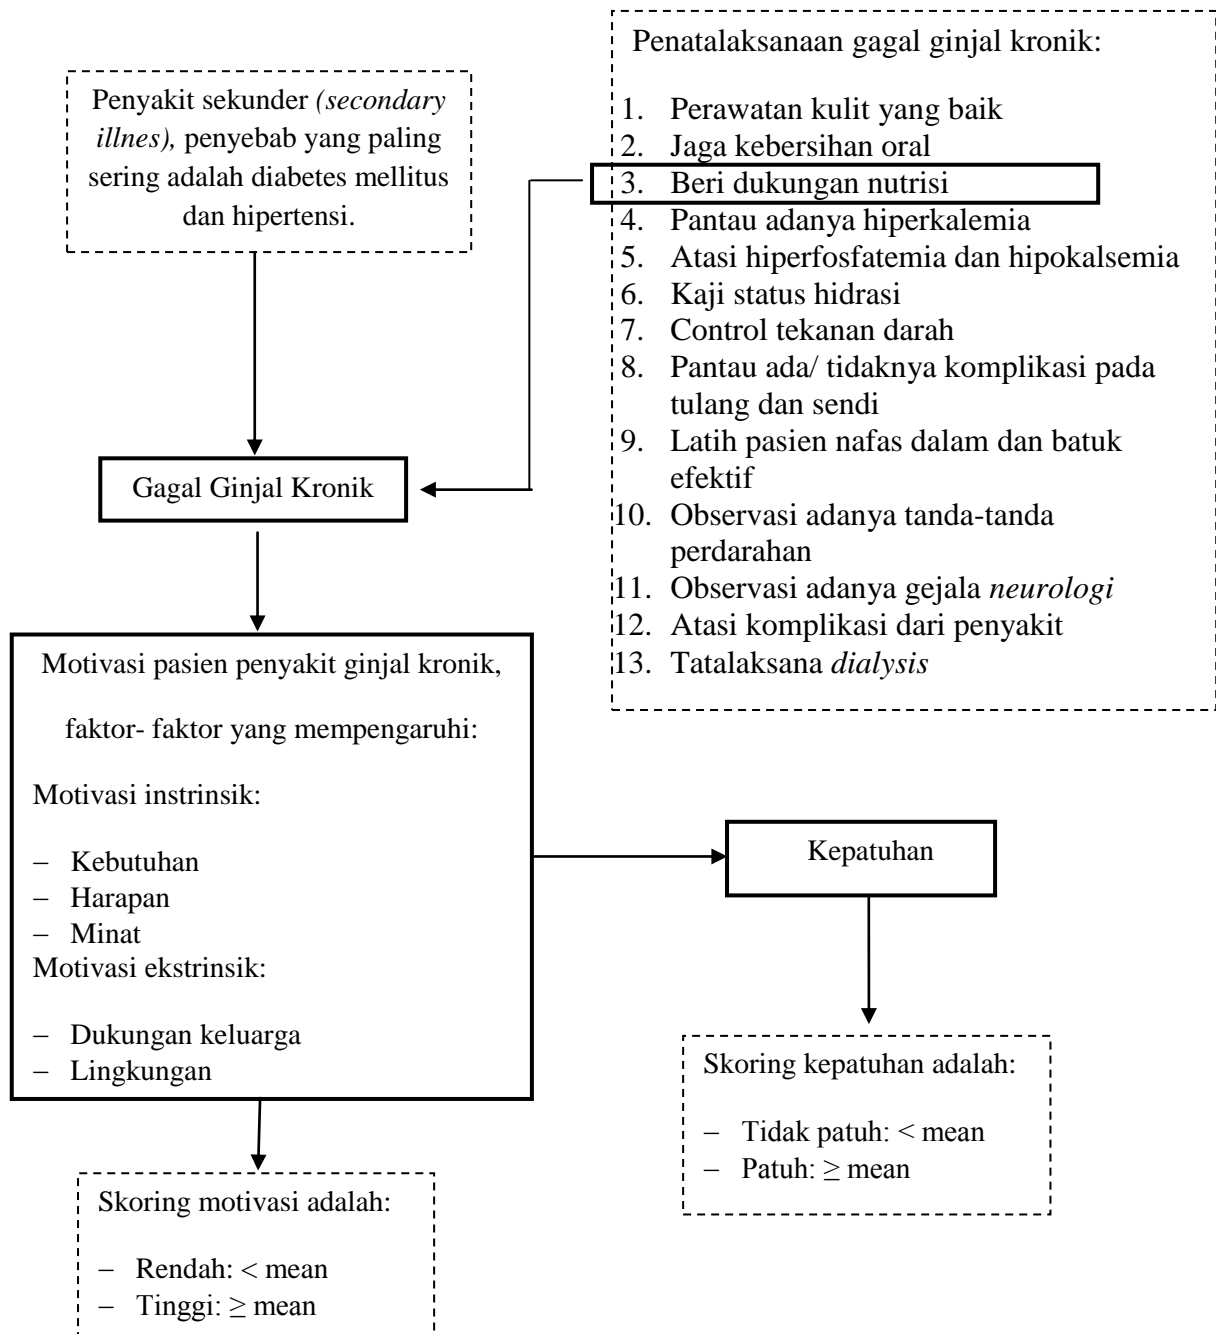 Penyakit sekunder (secondary
illnes), penyebab yang paling
sering adalah diabetes mellitus
dan hipertensi.
Penatalaksanaan gagal ginjal kronik:
1. Perawatan kulit yang baik
2. Jaga kebersihan oral
3. Beri dukungan nutrisi
4. Pantau adanya hiperkalemia
5. Atasi hiperfosfatemia dan hipokalsemia
6. Kaji status hidrasi
7. Control tekanan darah
8. Pantau ada/ tidaknya komplikasi pada
tulang dan sendi
9. Latih pasien nafas dalam dan batuk
efektif
10. Observasi adanya tanda-tanda
perdarahan
11. Observasi adanya gejala neurologi
12. Atasi komplikasi dari penyakit
13. Tatalaksana dialysis
Gagal Ginjal Kronik
Motivasi pasien penyakit ginjal kronik,
faktor- faktor yang mempengaruhi:
Motivasi instrinsik:
– Kebutuhan
– Harapan
– Minat
Motivasi ekstrinsik:
– Dukungan keluarga
– Lingkungan
Kepatuhan
Skoring kepatuhan adalah:
– Tidak patuh: < mean
– Patuh: ≥ mean
Skoring motivasi adalah:
– Rendah: < mean
– Tinggi: ≥ mean